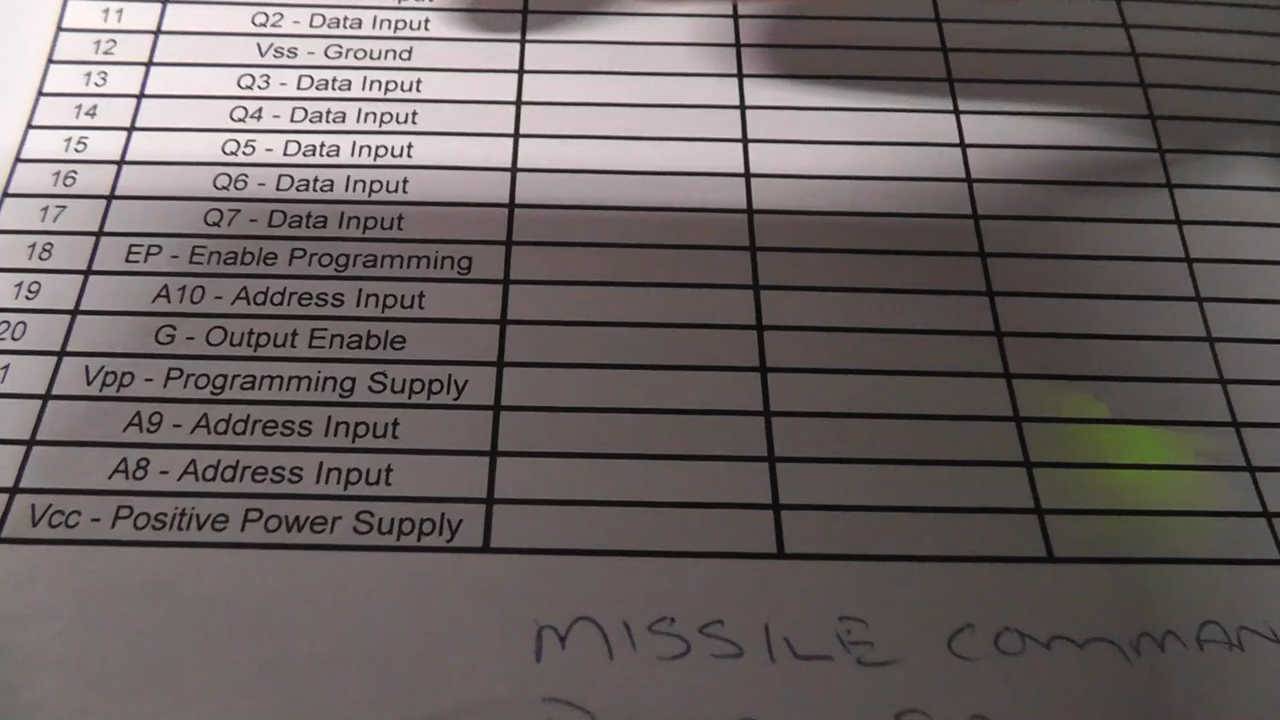 11 Q2 - Data Input
12 Vss - Ground
13 Q3 - Data Input
14 Q4 - Data Input
15 Q5 - Data Input
16 Q6 - Data Input
17 Q7 - Data Input
18 EP - Enable Programming
19 A10 - Address Input
20 G - Output Enable
1 Vpp - Programming Supply
A9 - Address Input
A8 - Address Input
Vcc - Positive Power Supply
MISSILE COMMAN